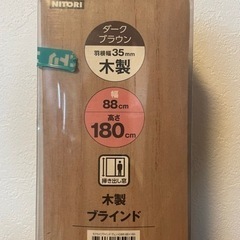 NITORI
ダーク
ブラウン
羽根幅35mm
木製
幅
88cm
高さ
180cm
掃き出し窓
木製
ブラインド